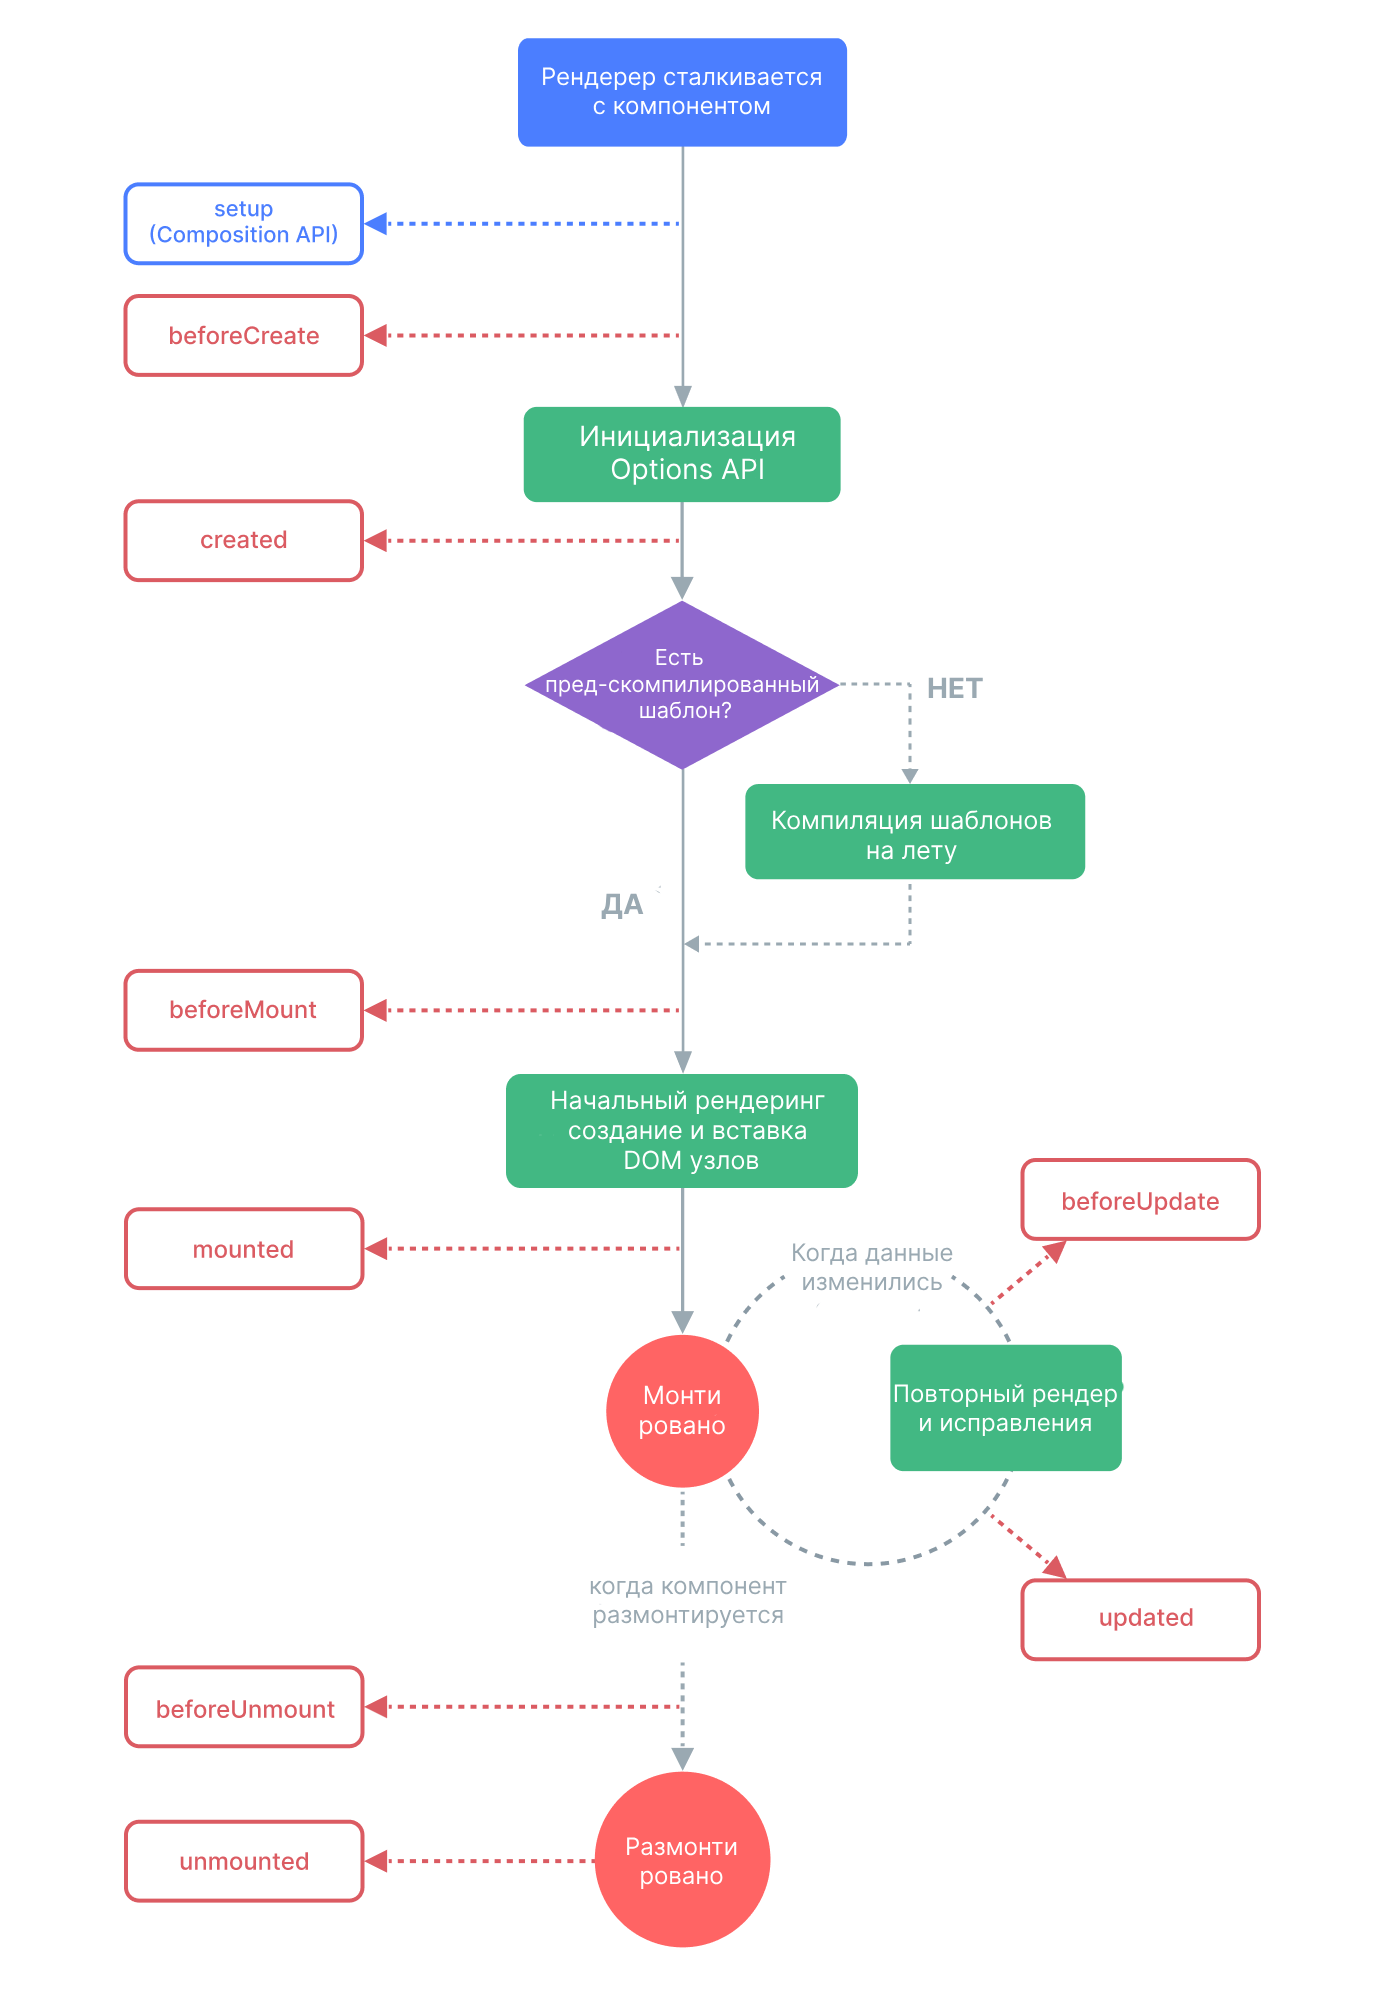 Рендерер сталкивается
с компонентом
setup
(Composition API)
beforeCreate
Инициализация
Options API
created
Есть
пред-скомпилированный
шаблон?
НЕТ
Компиляция шаблонов
на лету
ДА
beforeMount
Начальный рендеринг
создание и вставка
DOM узлов
beforeUpdate
mounted
Когда данные
изменились
Монти
ровано
Повторный рендер
и исправления
когда компонент
размонтируется
updated
beforeUnmount
Размонти
ровано
unmounted